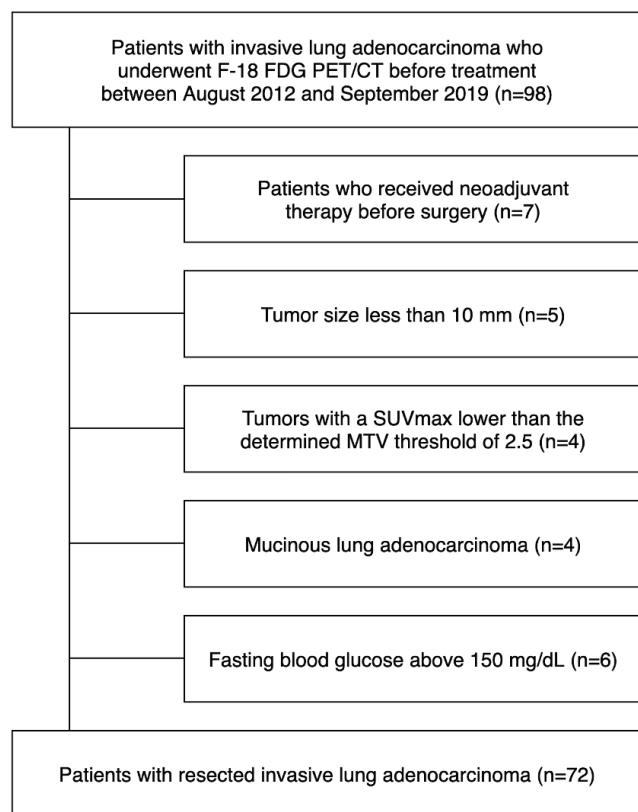 Patients with invasive lung adenocarcinoma who
underwent F-18 FDG PET/CT before treatment
between August 2012 and September 2019 (n=98)
Patients who received neoadjuvant
therapy before surgery (n=7)
Tumor size less than 10 mm (n=5)
Tumors with a SUVmax lower than the
determined MTV threshold of 2.5 (n=4)
Mucinous lung adenocarcinoma (n=4)
Fasting blood glucose above 150 mg/dL (n=6)
Patients with resected invasive lung adenocarcinoma (n=72)